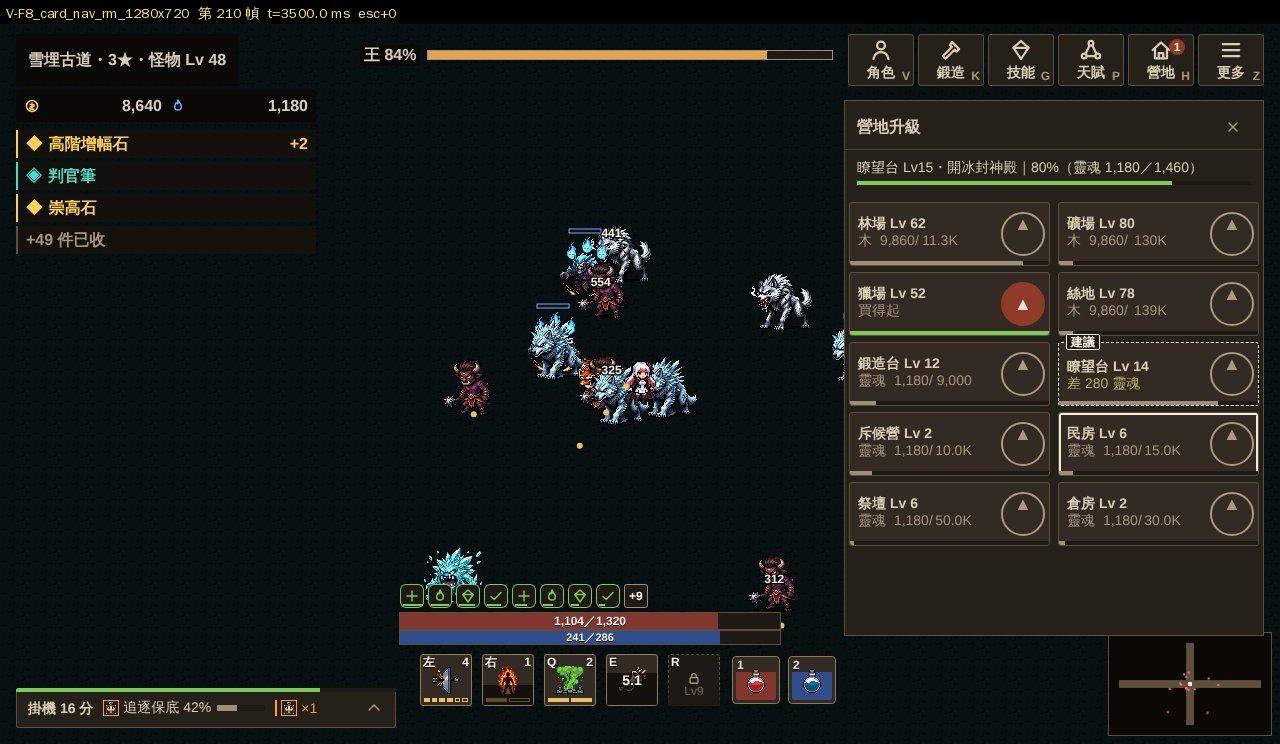 V-F8_card_nav_rm_1280x720 第 210 幀 t=3500.0 ms esc+0
雪埋古道・3★・怪物 Lv 48
8,640 1,180
高階增幅石 +2
判官筆
崇高石
+49 件已收
王 84%
角色 V
鍛造 K
技能 G
天賦 P
營地 H 1
更多 Z
營地升級 ×
瞭望台 Lv15・開冰封神殿｜80%（靈魂 1,180／1,460）
林場 Lv 62
木 9,860/ 11.3K
礦場 Lv 80
木 9,860/ 130K
獵場 Lv 52
買得起
絲地 Lv 78
木 9,860/ 139K
鍛造台 Lv 12
靈魂 1,180/ 9,000
建議
瞭望台 Lv 14
差 280 靈魂
斥候營 Lv 2
靈魂 1,180/ 10.0K
民房 Lv 6
靈魂 1,180/ 15.0K
祭壇 Lv 6
靈魂 1,180/ 50.0K
倉房 Lv 2
靈魂 1,180/ 30.0K
441
554
325
312
+9
1,104／1,320
241／286
左 4
右 1
Q 2
E 5.1
R Lv9
1
2
掛機 16 分 追逐保底 42% ×1